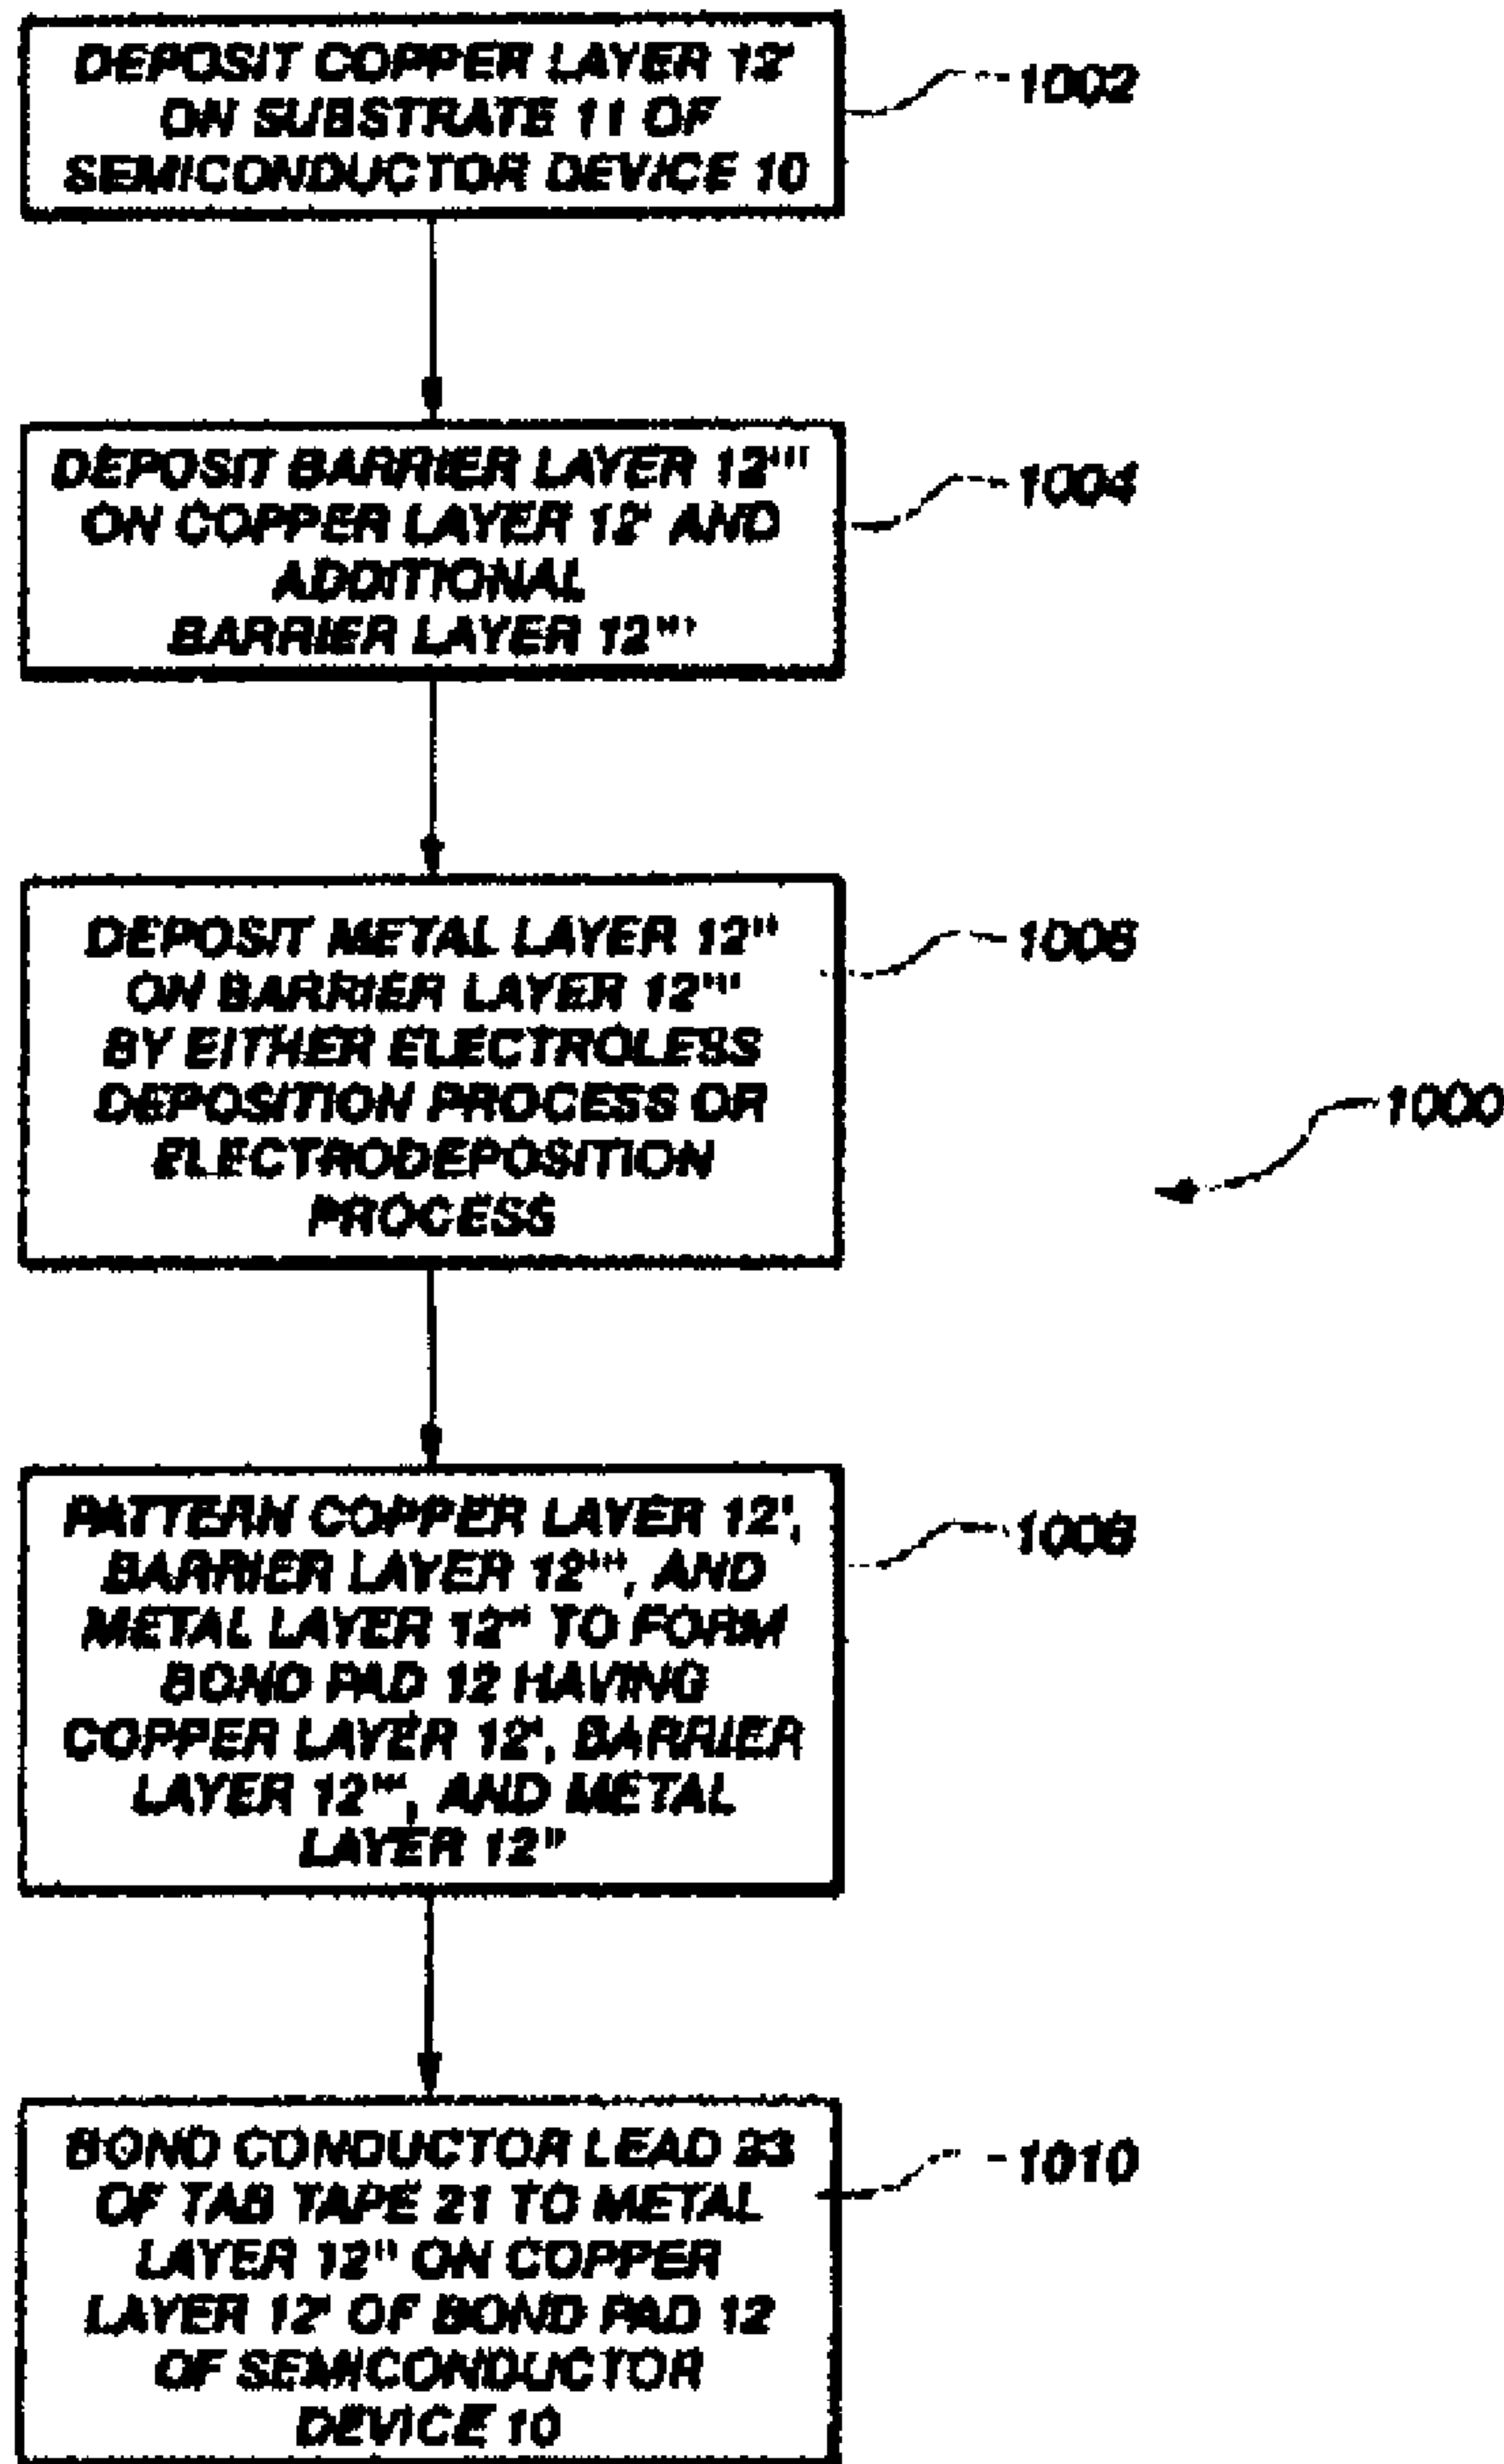 DEPOSIT COPPER LAYER 12'
ON SUBSTRATE 11 OF
SEMICONDUCTOR DEVICE 10
1002
DEPOSIT BARRIER LAYER 12'''
ON COPPER LAYER 12' AND
ADDITIONAL
BARRIER LAYER 12'''
1004
DEPOSIT METAL LAYER 12''
ON BARRIER LAYER 12'''
BY EITHER ELECTROLESS
DEPOSITION PROCESS OR
ELECTRODEPOSITION
PROCESS
1006
1000
PATTERN COPPER LAYER 12',
BARRIER LAYER 12''', AND
METAL LAYER 12'' TO FORM
BOND PAD 12 HAVING
COPPER LAYER 12', BARRIER
LAYER 12''', AND METAL
LAYER 12''
1008
BOND CONDUCTOR LEAD 23
OF TAB TAPE 21 TO METAL
LAYER 12'' ON COPPER
LAYER 12' OF BOND PAD 12
OF SEMICONDUCTOR
DEVICE 10
1010